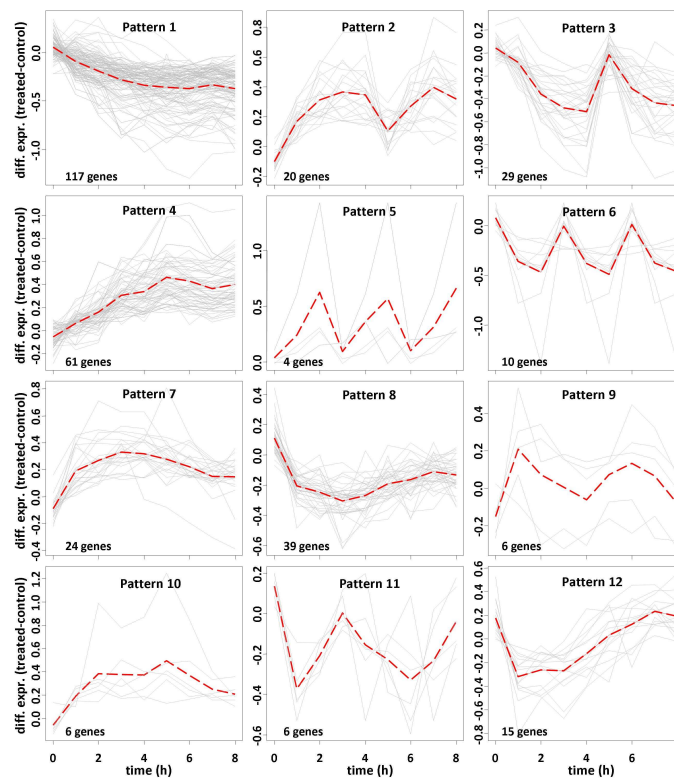 Pattern 1
Pattern 2
Pattern 3
diff. expr. (treated-control)
0.0
-0.5
-1.0
0.8
0.6
0.4
0.2
0.0
-0.2
0.2
0.0
-0.2
-0.4
-0.6
-0.8
-1.0
117 genes
20 genes
29 genes
Pattern 4
Pattern 5
Pattern 6
diff. expr. (treated-control)
1.0
0.8
0.6
0.4
0.2
0.0
-0.2
1.0
0.5
0.0
0.0
-0.5
-1.0
61 genes
4 genes
10 genes
Pattern 7
Pattern 8
Pattern 9
diff. expr. (treated-control)
0.8
0.6
0.4
0.2
0.0
-0.2
-0.4
0.4
0.2
0.0
-0.2
-0.4
-0.6
0.4
0.2
0.0
-0.2
24 genes
39 genes
6 genes
Pattern 10
Pattern 11
Pattern 12
diff. expr. (treated-control)
1.2
1.0
0.8
0.6
0.4
0.2
0.0
0.2
0.0
-0.2
-0.4
-0.6
0.6
0.4
0.2
0.0
-0.2
-0.4
-0.6
-0.8
6 genes
6 genes
15 genes
0 2 4 6 8
0 2 4 6 8
0 2 4 6
time (h)
time (h)
time (h)